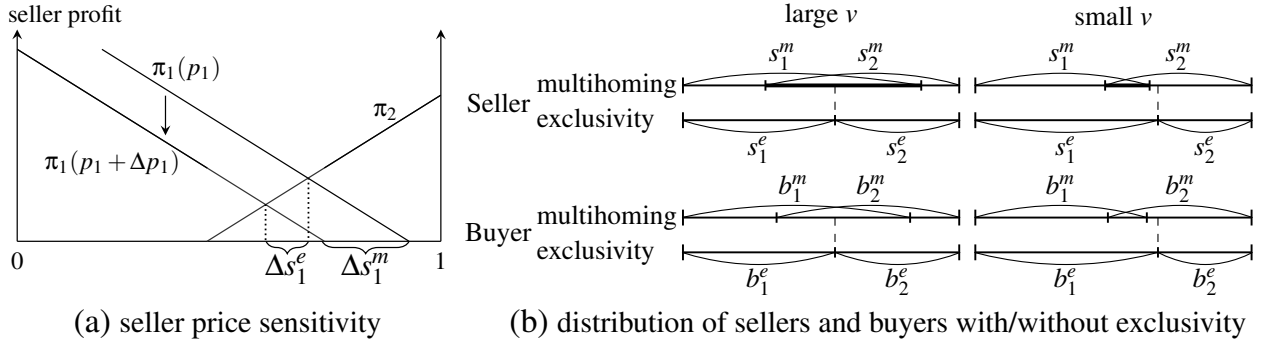 seller profit
π₁(p₁)
π₂
π₁(p₁ + Δp₁)
0
Δs₁ᵉ
Δs₁ᵐ
1
(a) seller price sensitivity
large v
small v
s₁ᵐ
s₂ᵐ
s₁ᵐ
s₂ᵐ
multihoming
Seller
exclusivity
s₁ᵉ
s₂ᵉ
s₁ᵉ
s₂ᵉ
b₁ᵐ
b₂ᵐ
b₁ᵐ
b₂ᵐ
multihoming
Buyer
exclusivity
b₁ᵉ
b₂ᵉ
b₁ᵉ
b₂ᵉ
(b) distribution of sellers and buyers with/without exclusivity